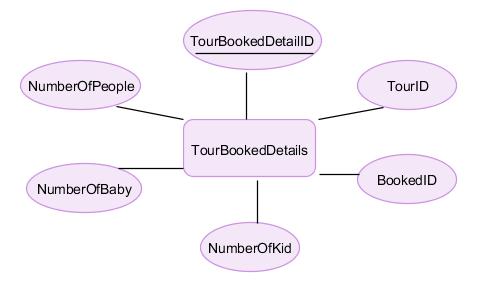 TourBookedDetailID
NumberOfPeople
TourID
TourBookedDetails
NumberOfBaby
BookedID
NumberOfKid